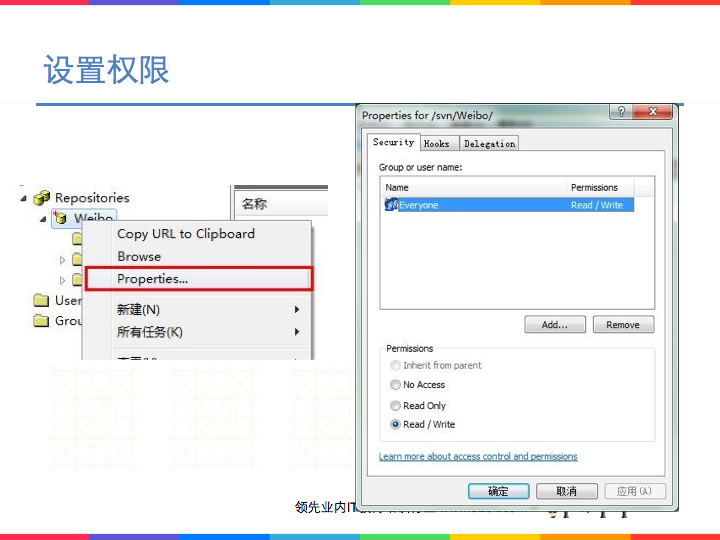 设置权限
Repositories
Weibo
User
Grou
名称
Copy URL to Clipboard
Browse
Properties...
新建(N)
所有任务(K)
Properties for /svn/Weibo/
Security Hooks Delegation
Group or user name:
Name Permissions
Everyone Read / Write
Add... Remove
Permissions
Inherit from parent
No Access
Read Only
Read / Write
Learn more about access control and permissions
确定 取消 应用(A)
领先业内IT